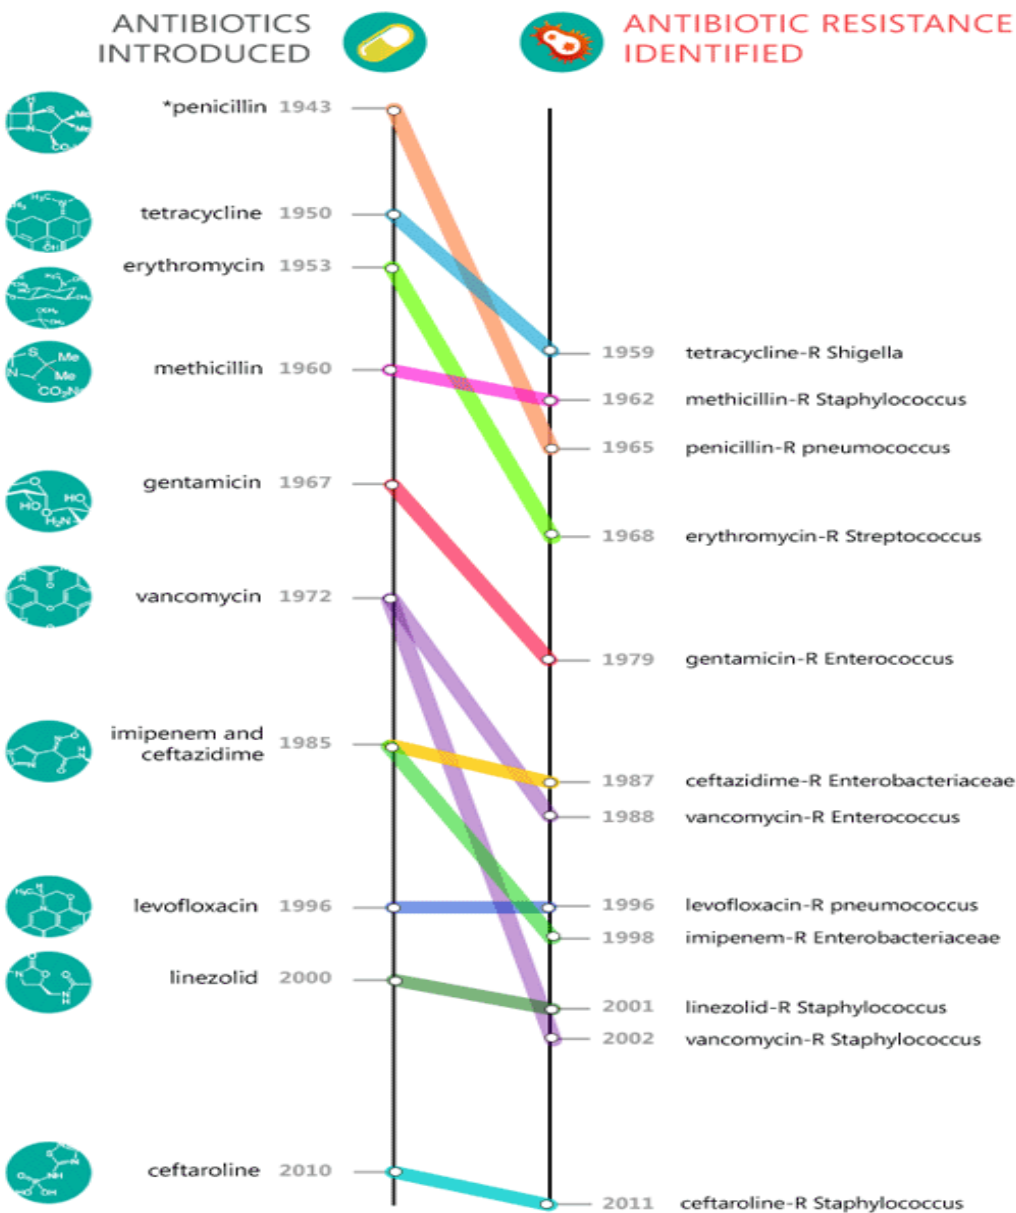 ANTIBIOTICS
INTRODUCED
ANTIBIOTIC RESISTANCE
IDENTIFIED
*penicillin 1943
tetracycline 1950
erythromycin 1953
methicillin 1960
gentamicin 1967
vancomycin 1972
imipenem and
ceftazidime 1985
levofloxacin 1996
linezolid 2000
ceftaroline 2010
1959 tetracycline-R Shigella
1962 methicillin-R Staphylococcus
1965 penicillin-R pneumococcus
1968 erythromycin-R Streptococcus
1979 gentamicin-R Enterococcus
1987 ceftazidime-R Enterobacteriaceae
1988 vancomycin-R Enterococcus
1996 levofloxacin-R pneumococcus
1998 imipenem-R Enterobacteriaceae
2001 linezolid-R Staphylococcus
2002 vancomycin-R Staphylococcus
2011 ceftaroline-R Staphylococcus